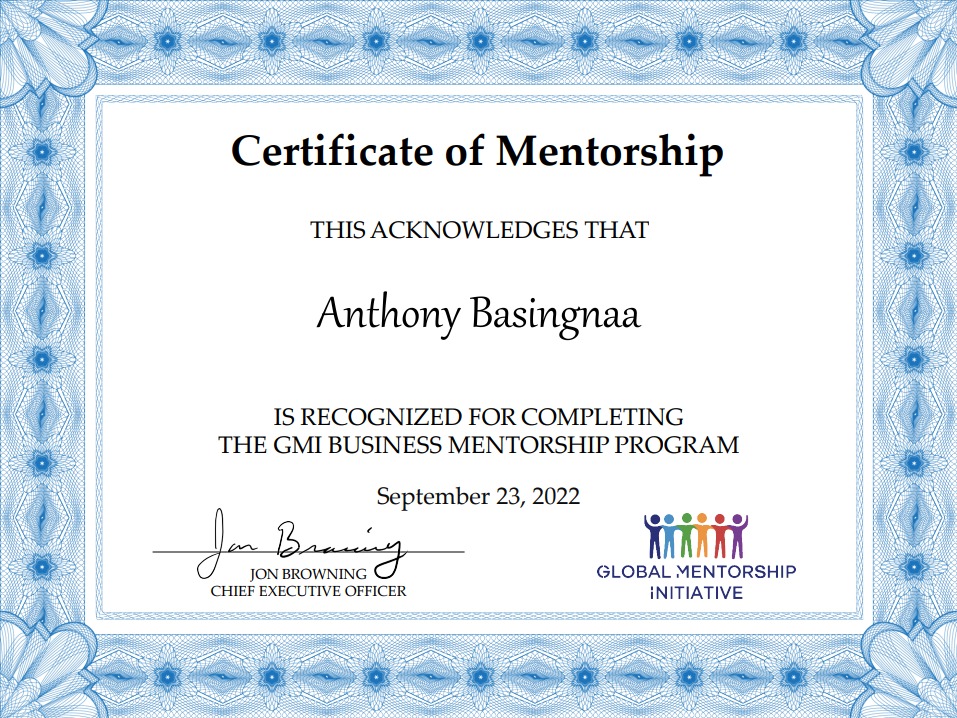 Certificate of Mentorship
THIS ACKNOWLEDGES THAT
Anthony Basingnaa
IS RECOGNIZED FOR COMPLETING
THE GMI BUSINESS MENTORSHIP PROGRAM
September 23, 2022
Jon Browning
JON BROWNING
CHIEF EXECUTIVE OFFICER
GLOBAL MENTORSHIP
INITIATIVE